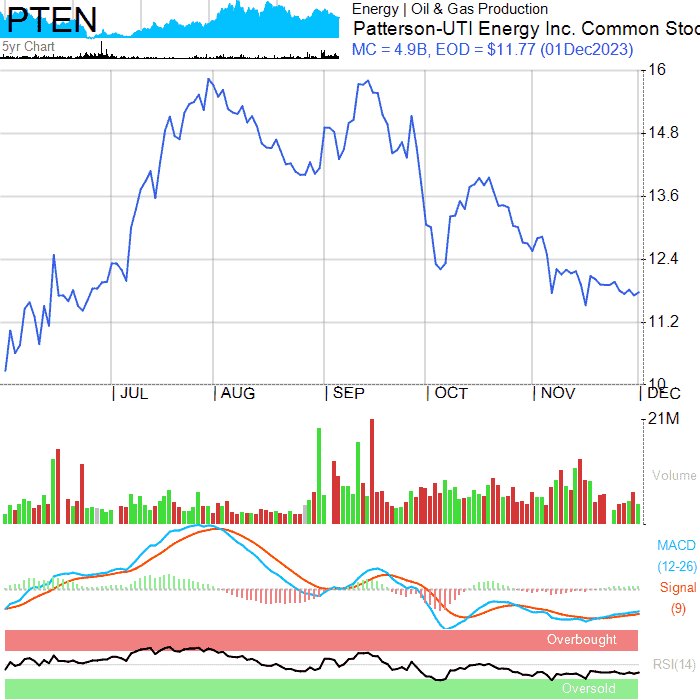 PTEN
5yr Chart
Energy | Oil & Gas Production
Patterson-UTI Energy Inc. Common Stoc
MC = 4.9B, EOD = $11.77 (01Dec2023)
16
14.8
13.6
12.4
11.2
10
| JUL | AUG | SEP | OCT | NOV | DEC
21M
Volume
MACD
(12-26)
Signal
(9)
Overbought
RSI(14)
Oversold